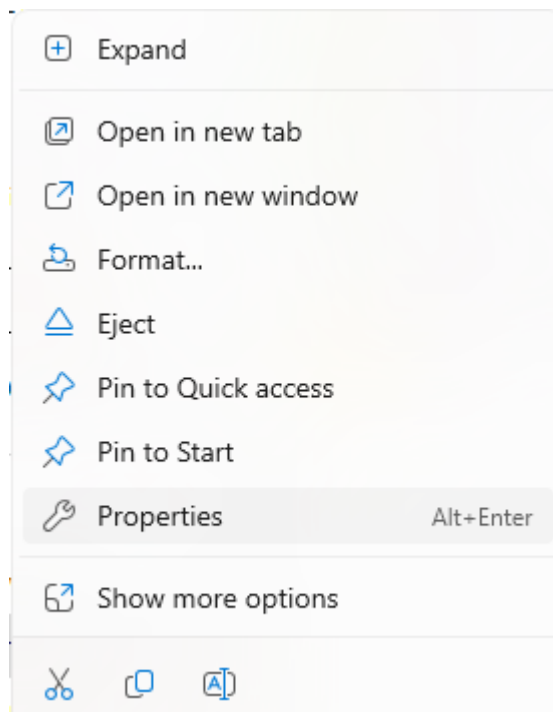 Expand
Open in new tab
Open in new window
Format...
Eject
Pin to Quick access
Pin to Start
Properties Alt+Enter
Show more options